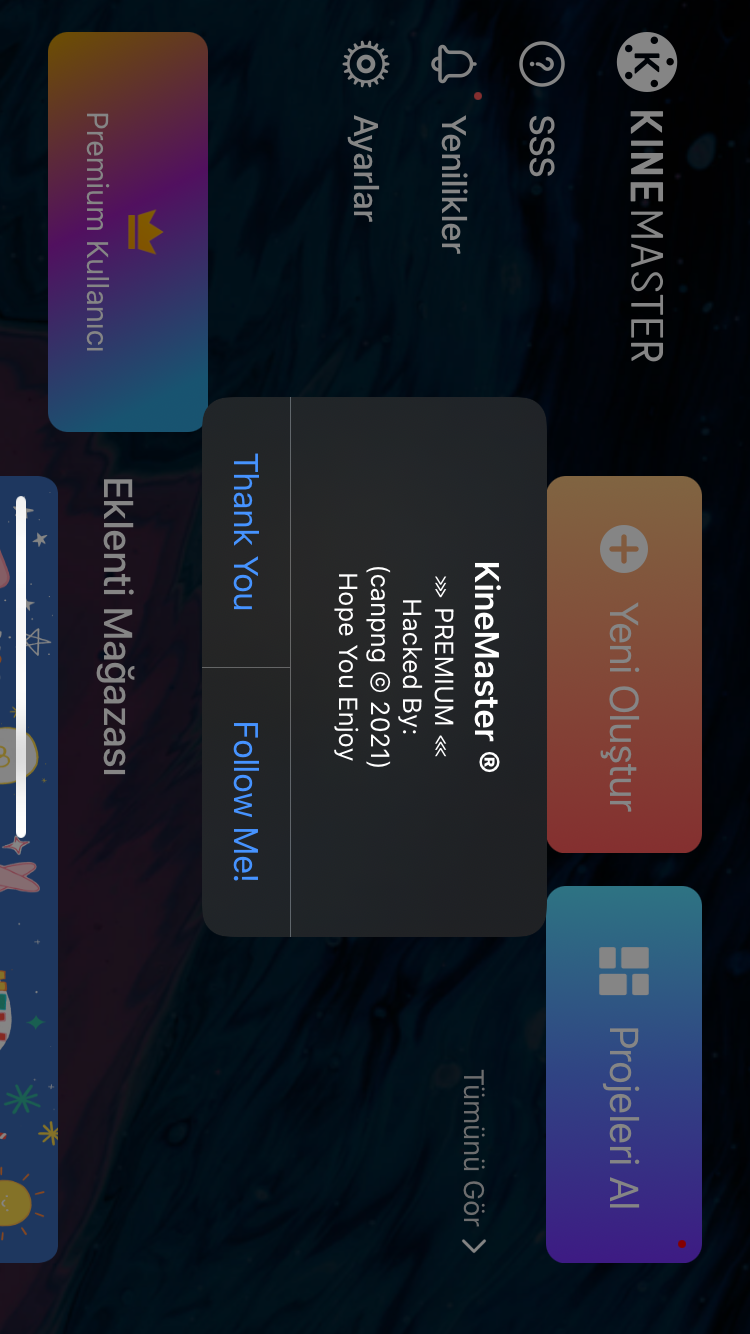 KINEMASTER
SSS
Yenilikler
Ayarlar
Premium Kullanıcı
Yeni Oluştur
Projeleri Al
Tümünü Gör
KineMaster ®
⋙ PREMIUM ⋘
Hacked By:
(canpng © 2021)
Hope You Enjoy
Thank You
Follow Me!
Eklenti Mağazası